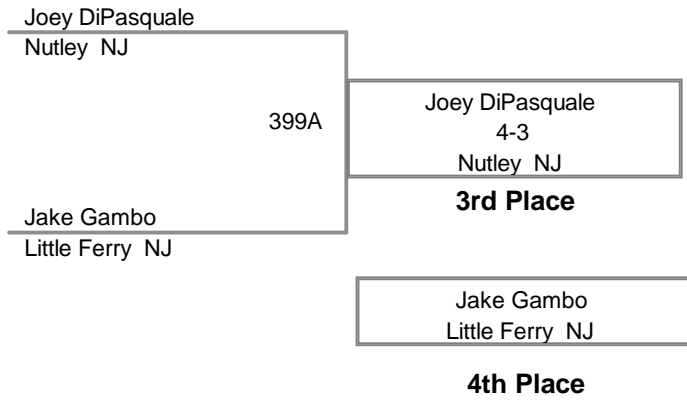 Joey DiPasquale
Nutley NJ
399A
Joey DiPasquale
4-3
Nutley NJ
3rd Place
Jake Gambo
Little Ferry NJ
Jake Gambo
Little Ferry NJ
4th Place